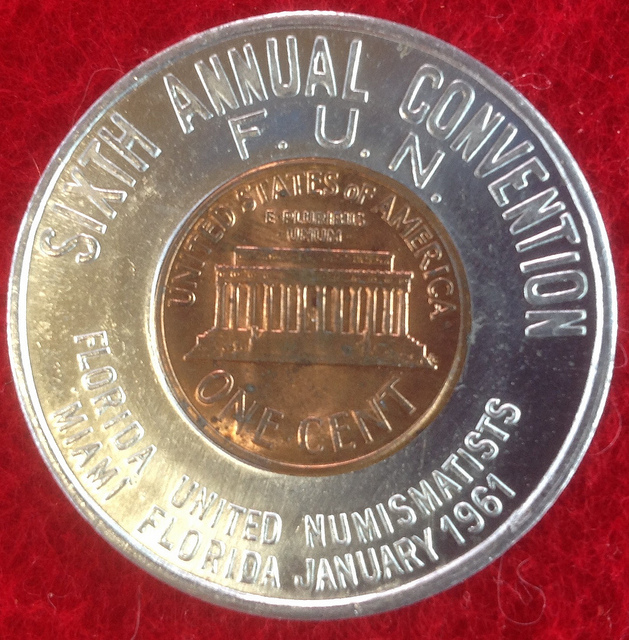 SIXTH ANNUAL CONVENTION
F. U. N.
UNITED STATES OF AMERICA
E PLURIBUS
UNUM
ONE CENT
FLORIDA UNITED NUMISMATISTS
MIAMI FLORIDA JANUARY 1961